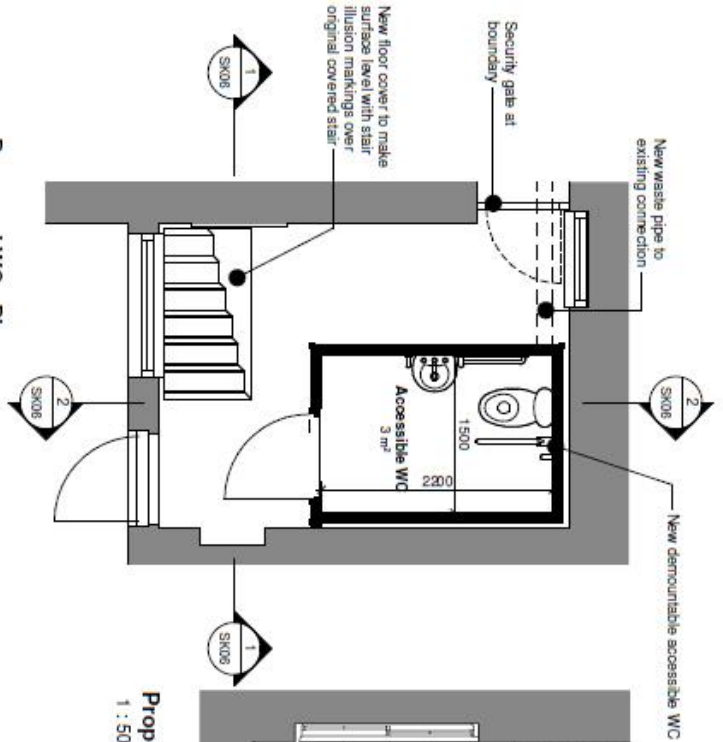 New waste pipe to
existing connection
Security gate at
boundary
New floor cover to make
surface level with stair
illusion markings over
original covered stair
1
SK06
2
SK06
New demountable accessible WC
Accessible WC
3 m²
1500
2200
2
SK06
1
SK06
Prop
1 : 50